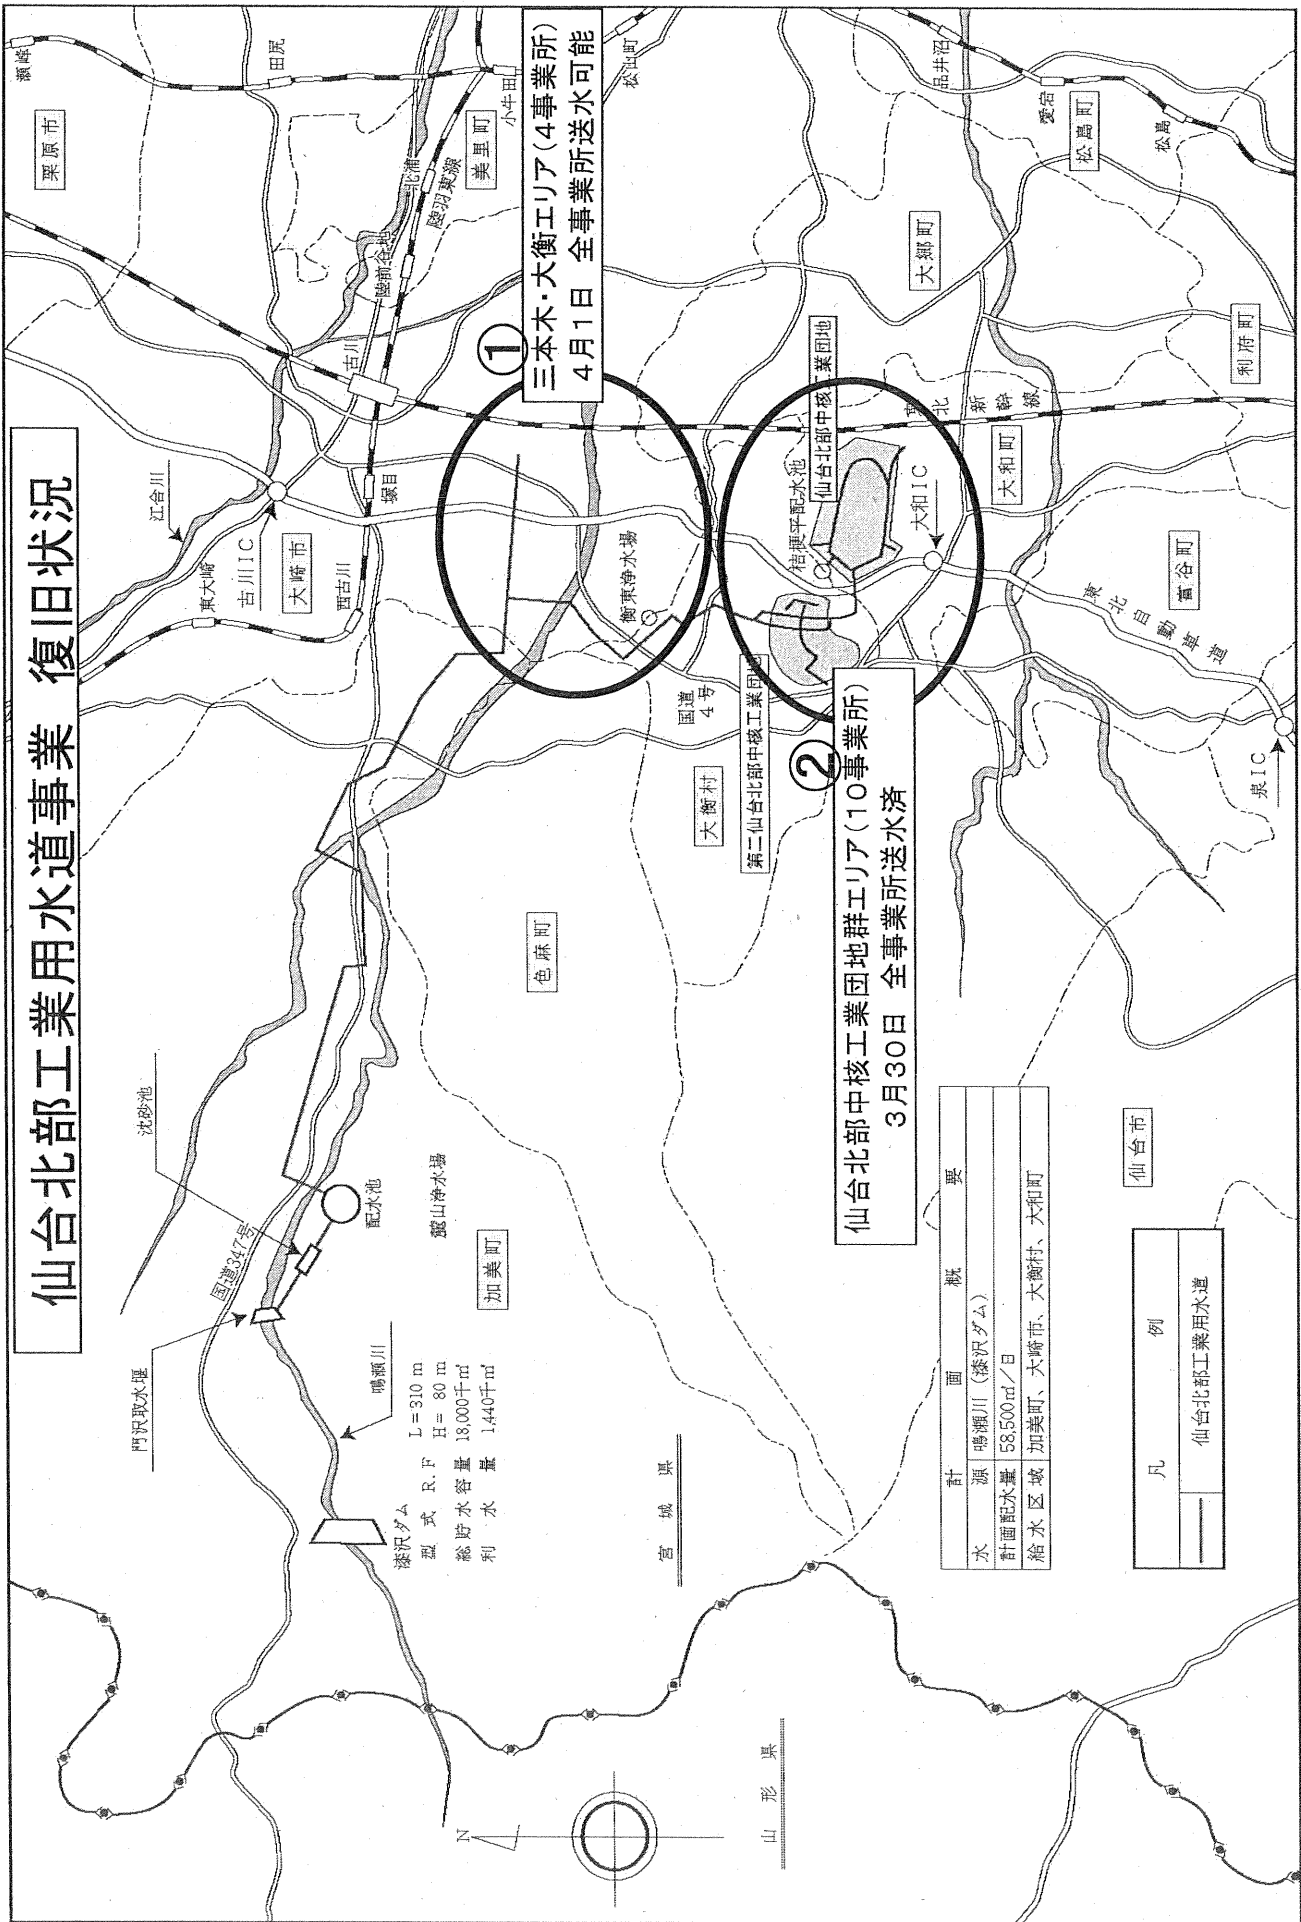 仙台北部工業用水道事業 復旧状況
門沢取水堰
沈砂池
国道347号
江合川
古川IC
東大崎
大崎市
西古川
塚目
古川
瀬峰
栗原市
田尻
北浦
陸前谷地
陸羽東線
美里町
小牛田
①
三本木・大衡エリア(4事業所)
4月1日 全事業所送水可能
松山町
品井沼
愛宕
松島町
松島
大郷町
利府町
仙台北部中核工業団地
東北新幹線
大和町
桔梗平配水池
大和IC
衡東浄水場
国道
4号
第二仙台北部中核工業団地
大衡村
富谷町
東北自動車道
泉IC
②
仙台北部中核工業団地群エリア(10事業所)
3月30日 全事業所送水済
色麻町
配水池
麓山浄水場
加美町
鳴瀬川
漆沢ダム
型式 R.F L=310 m
H= 80 m
総貯水容量 18,000千㎥
利水量 1,440千㎥
宮城県
山形県
N
仙台市
計画概要
水源 鳴瀬川(漆沢ダム)
計画配水量 58,500㎥/日
給水区域 加美町、大崎市、大衡村、大和町
凡例
仙台北部工業用水道